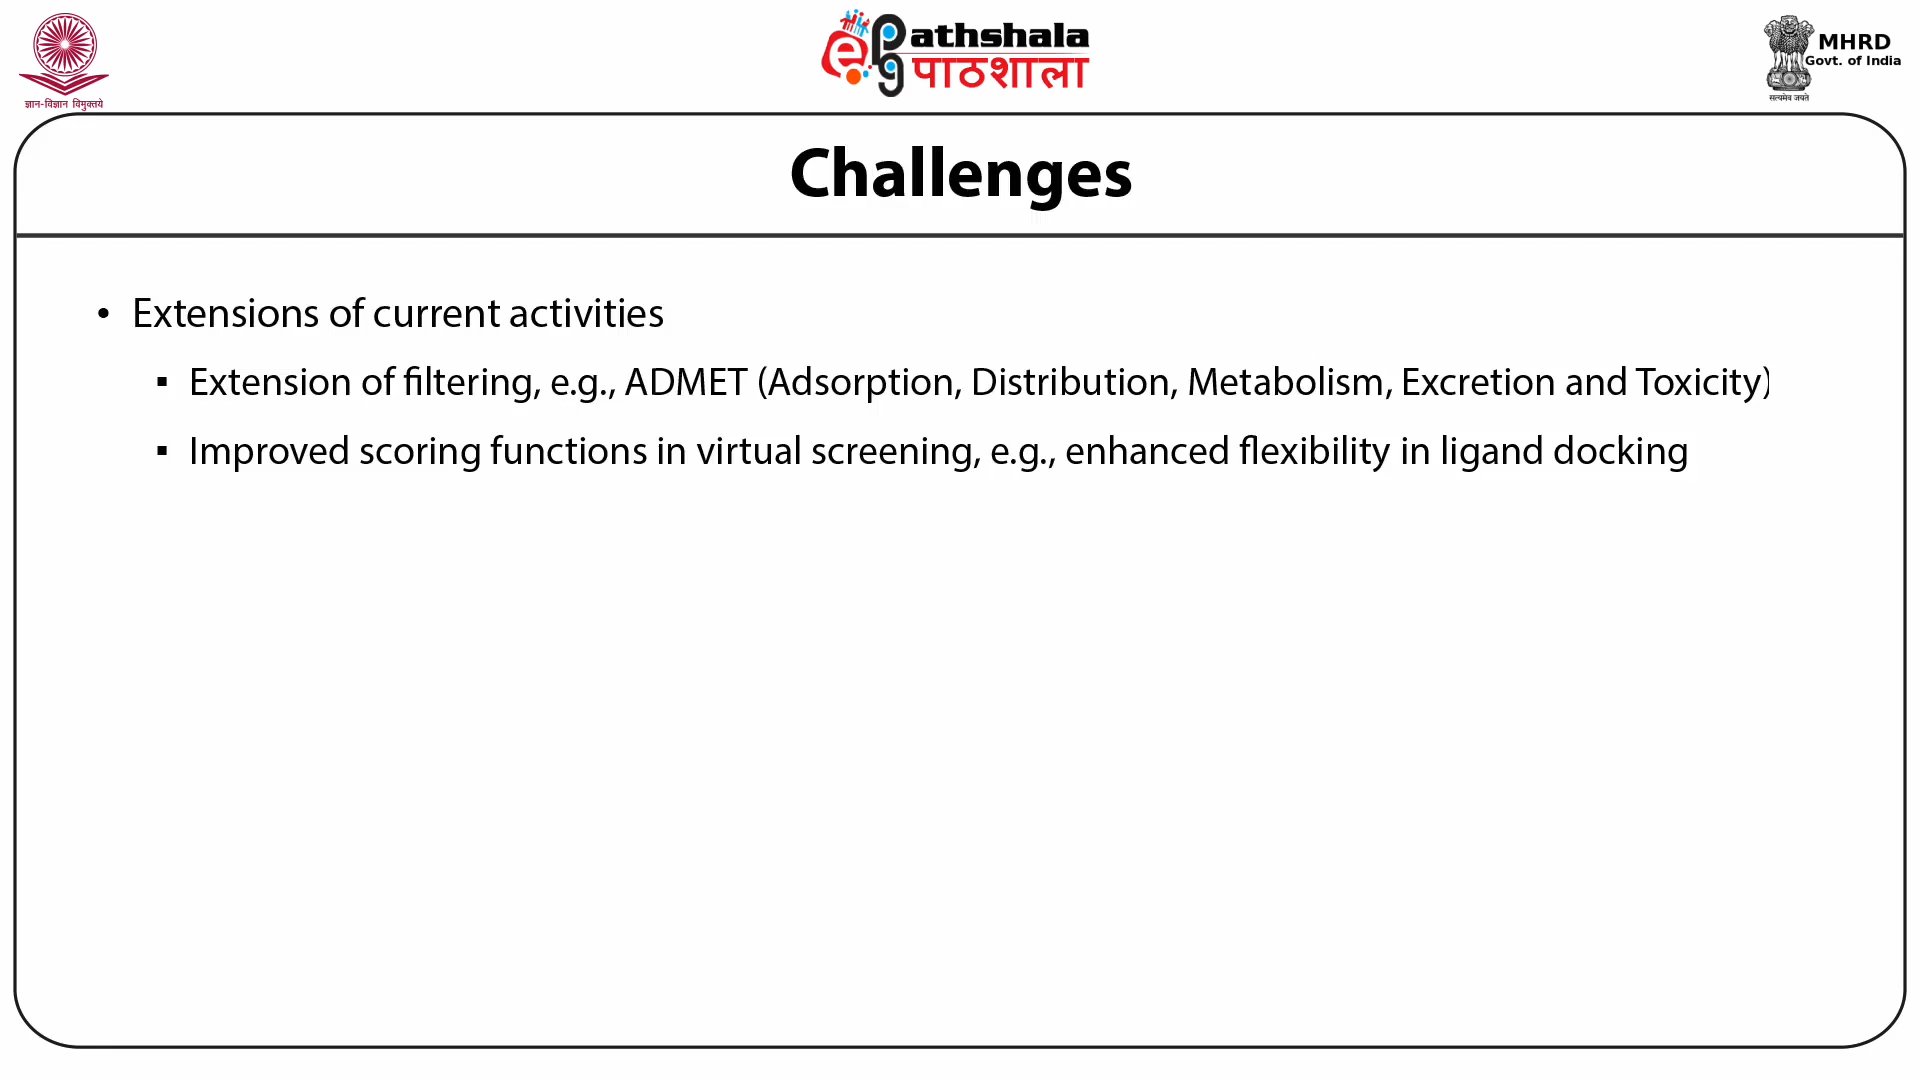 ज्ञान-विज्ञान विमुक्तये
ePg
athshala
पाठशाला
MHRD
Govt. of India
सत्यमेव जयते
Challenges
• Extensions of current activities
▪ Extension of filtering, e.g., ADMET (Adsorption, Distribution, Metabolism, Excretion and Toxicity)
▪ Improved scoring functions in virtual screening, e.g., enhanced flexibility in ligand docking